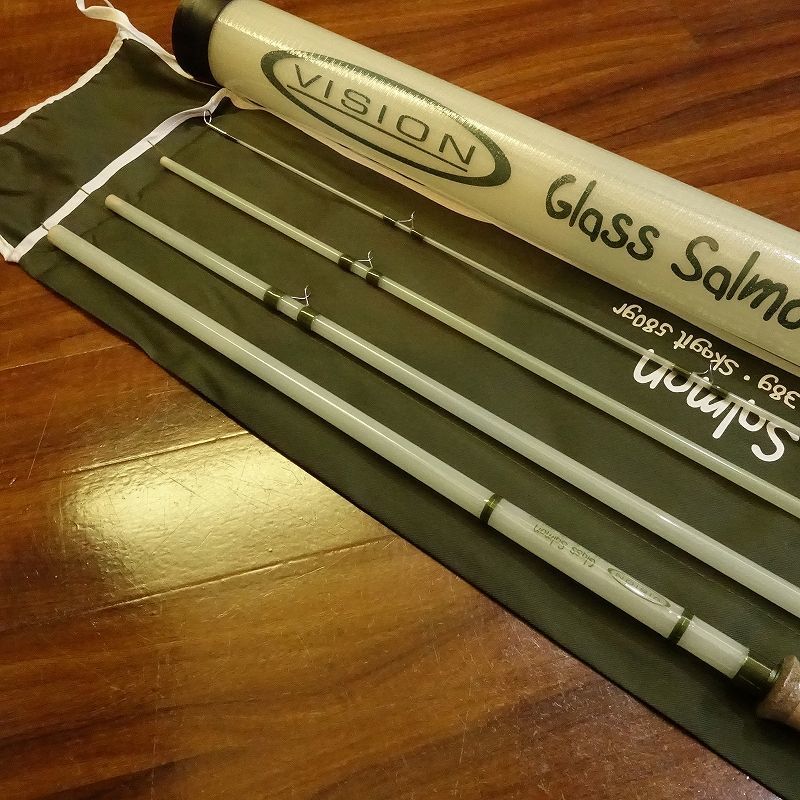 VISION
Glass Salmo
Salmon
38g · Skagit 580gr
Glass Salmon
VISION